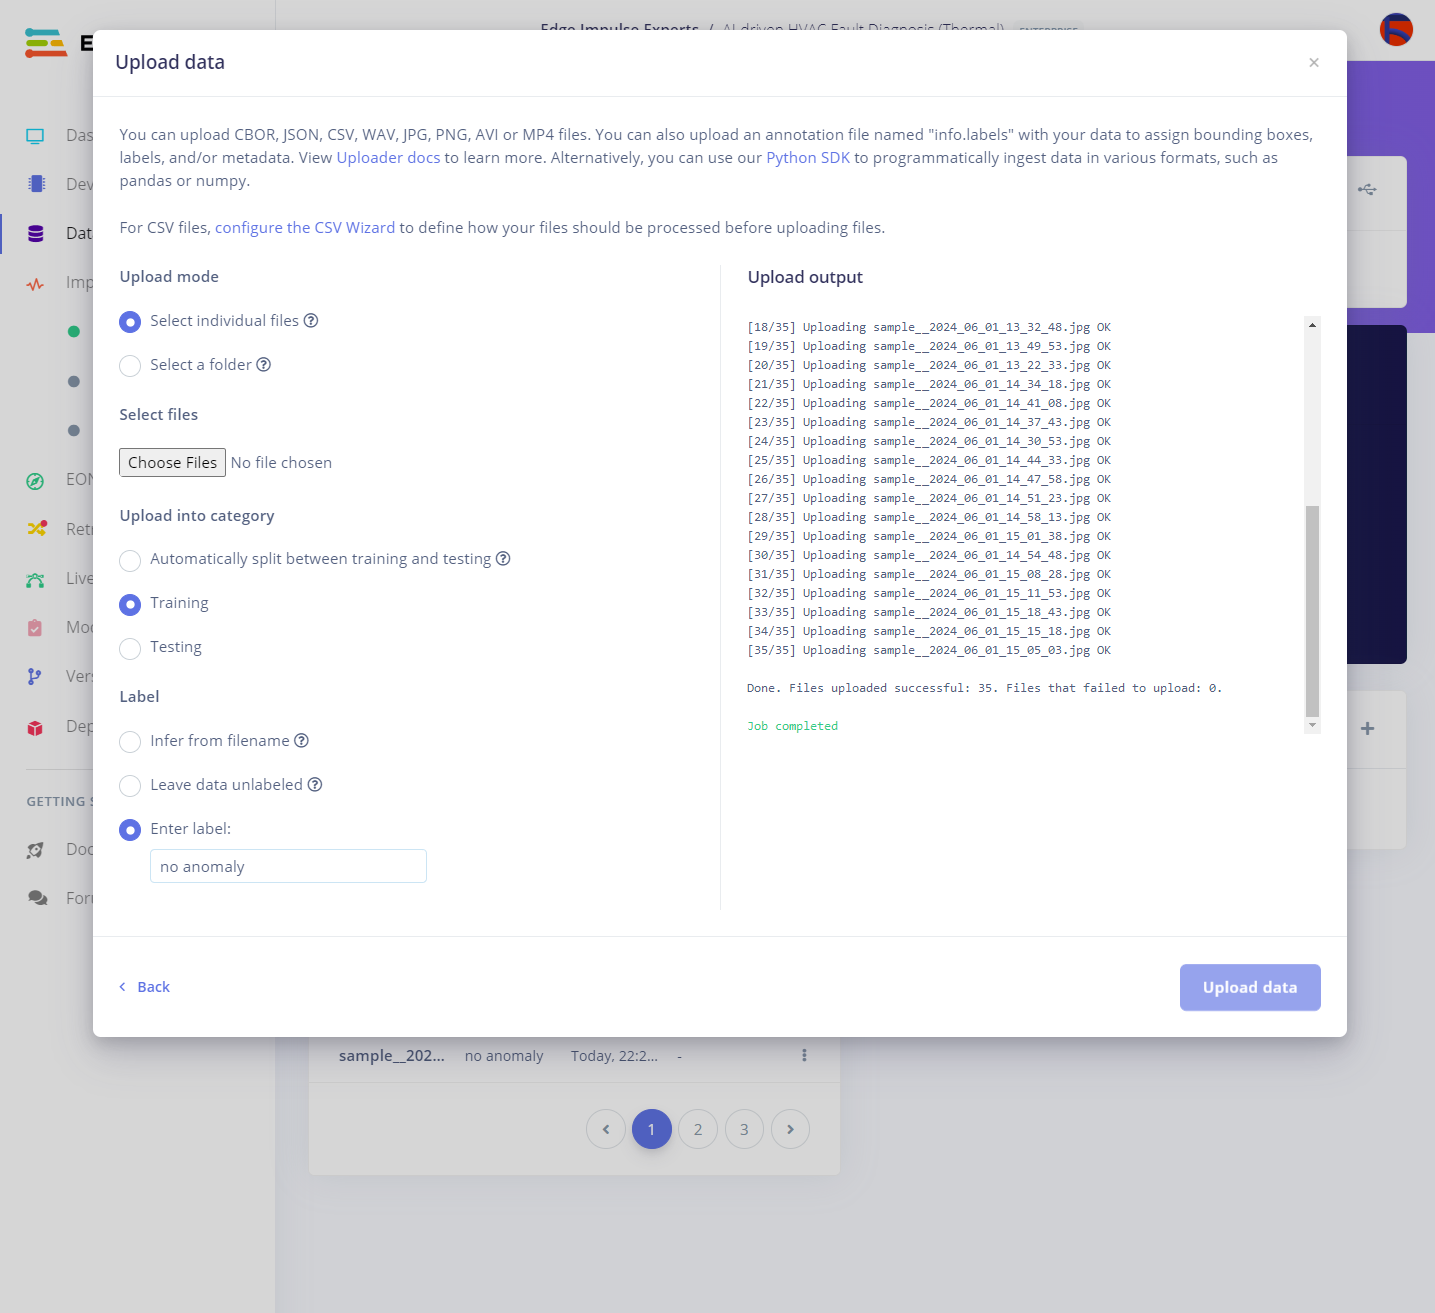 Edge Impulse Experts / AI-driven HVAC Fault Diagnosis (Thermal) ENTERPRISE
E
Upload data
×
You can upload CBOR, JSON, CSV, WAV, JPG, PNG, AVI or MP4 files. You can also upload an annotation file named "info.labels" with your data to assign bounding boxes,
labels, and/or metadata. View Uploader docs to learn more. Alternatively, you can use our Python SDK to programmatically ingest data in various formats, such as
pandas or numpy.
For CSV files, configure the CSV Wizard to define how your files should be processed before uploading files.
Upload mode
Select individual files
Select a folder
Select files
Choose Files No file chosen
Upload into category
Automatically split between training and testing
Training
Testing
Label
Infer from filename
Leave data unlabeled
Enter label:
no anomaly
Upload output
[18/35] Uploading sample__2024_06_01_13_32_48.jpg OK
[19/35] Uploading sample__2024_06_01_13_49_53.jpg OK
[20/35] Uploading sample__2024_06_01_13_22_33.jpg OK
[21/35] Uploading sample__2024_06_01_14_34_18.jpg OK
[22/35] Uploading sample__2024_06_01_14_41_08.jpg OK
[23/35] Uploading sample__2024_06_01_14_37_43.jpg OK
[24/35] Uploading sample__2024_06_01_14_30_53.jpg OK
[25/35] Uploading sample__2024_06_01_14_44_33.jpg OK
[26/35] Uploading sample__2024_06_01_14_47_58.jpg OK
[27/35] Uploading sample__2024_06_01_14_51_23.jpg OK
[28/35] Uploading sample__2024_06_01_14_58_13.jpg OK
[29/35] Uploading sample__2024_06_01_15_01_38.jpg OK
[30/35] Uploading sample__2024_06_01_14_54_48.jpg OK
[31/35] Uploading sample__2024_06_01_15_08_28.jpg OK
[32/35] Uploading sample__2024_06_01_15_11_53.jpg OK
[33/35] Uploading sample__2024_06_01_15_18_43.jpg OK
[34/35] Uploading sample__2024_06_01_15_15_18.jpg OK
[35/35] Uploading sample__2024_06_01_15_05_03.jpg OK
Done. Files uploaded successful: 35. Files that failed to upload: 0.
Job completed
Back
Upload data
Das
Dev
Dat
Imp
EON
Retr
Live
Mod
Vers
Dep
GETTING S
Doc
Foru
sample__202... no anomaly Today, 22:2... -
1 2 3